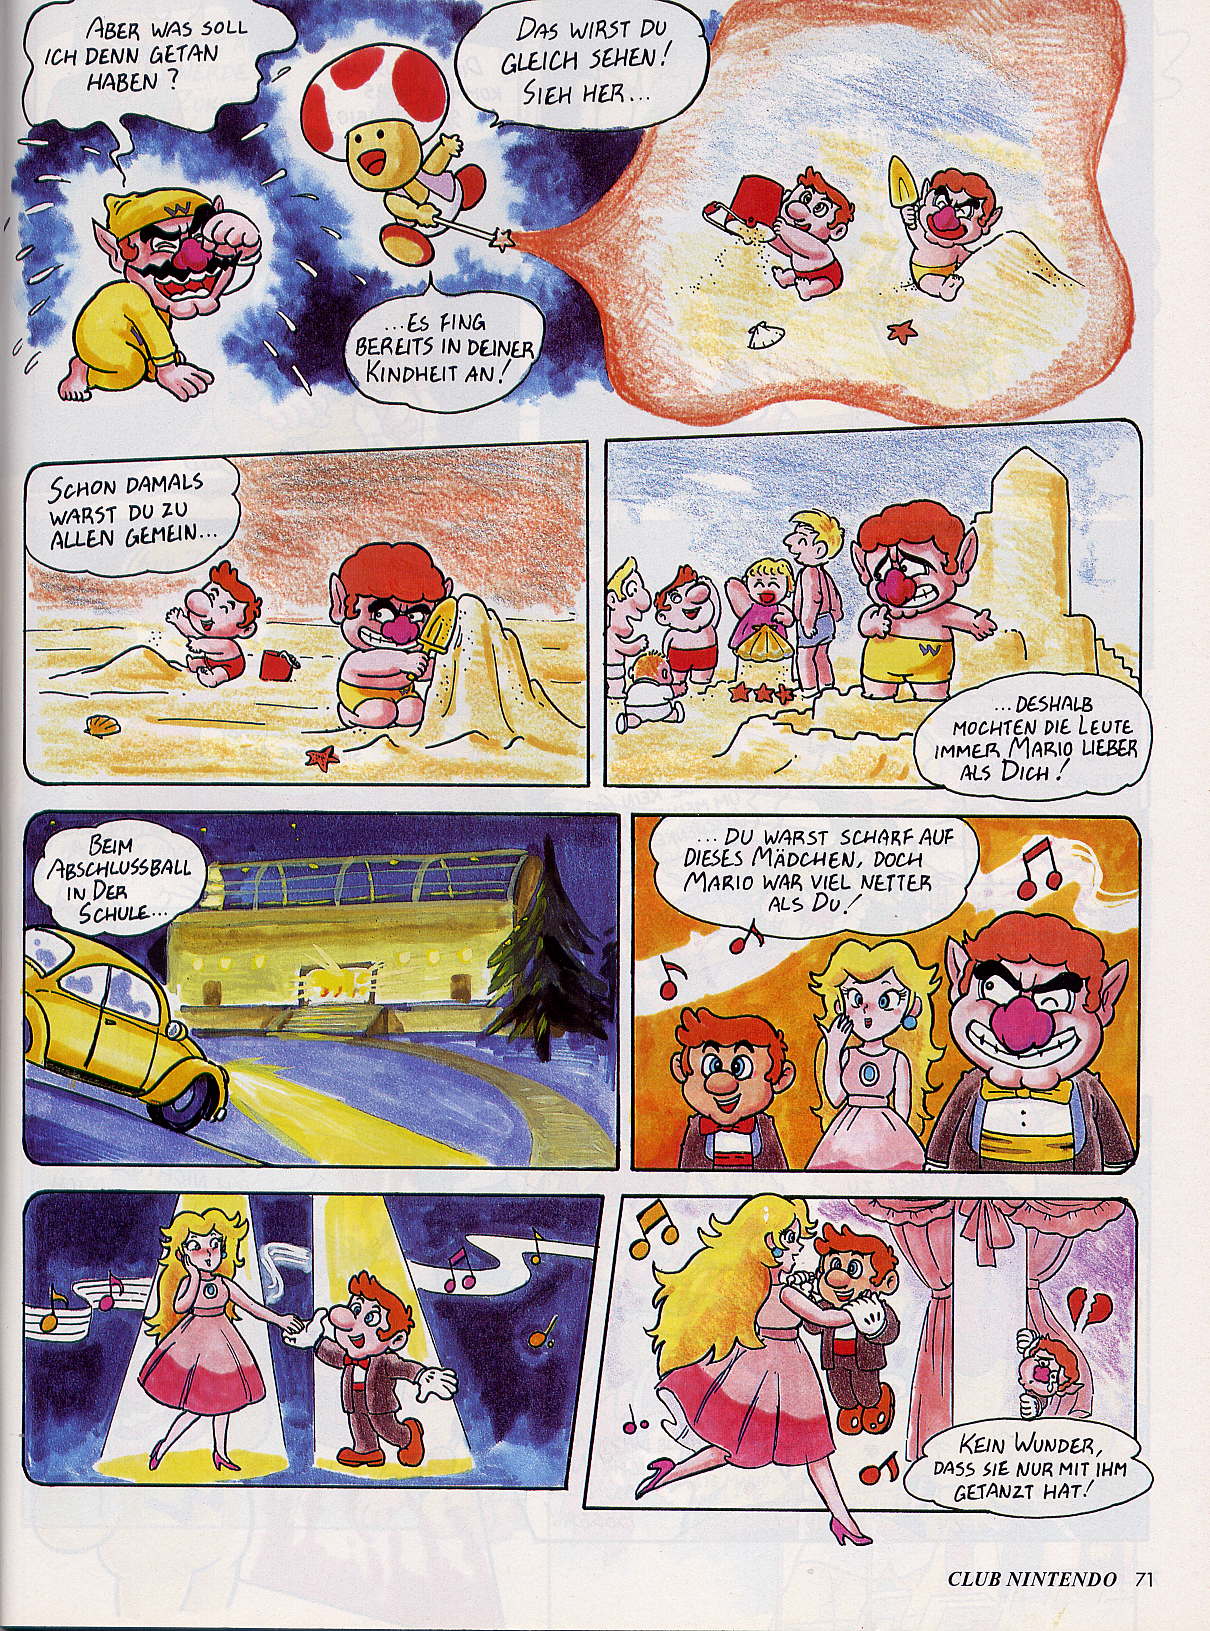 ABER WAS SOLL
ICH DENN GETAN
HABEN?
DAS WIRST DU
GLEICH SEHEN!
SIEH HER...
...ES FING
BEREITS IN DEINER
KINDHEIT AN!
SCHON DAMALS
WARST DU ZU
ALLEN GEMEIN...
...DESHALB
MOCHTEN DIE LEUTE
IMMER MARIO LIEBER
ALS DICH!
BEIM
ABSCHLUSSBALL
IN DER
SCHULE...
...DU WARST SCHARF AUF
DIESES MÄDCHEN, DOCH
MARIO WAR VIEL NETTER
ALS DU!
KEIN WUNDER,
DASS SIE NUR MIT IHM
GETANZT HAT!
CLUB NINTENDO 71